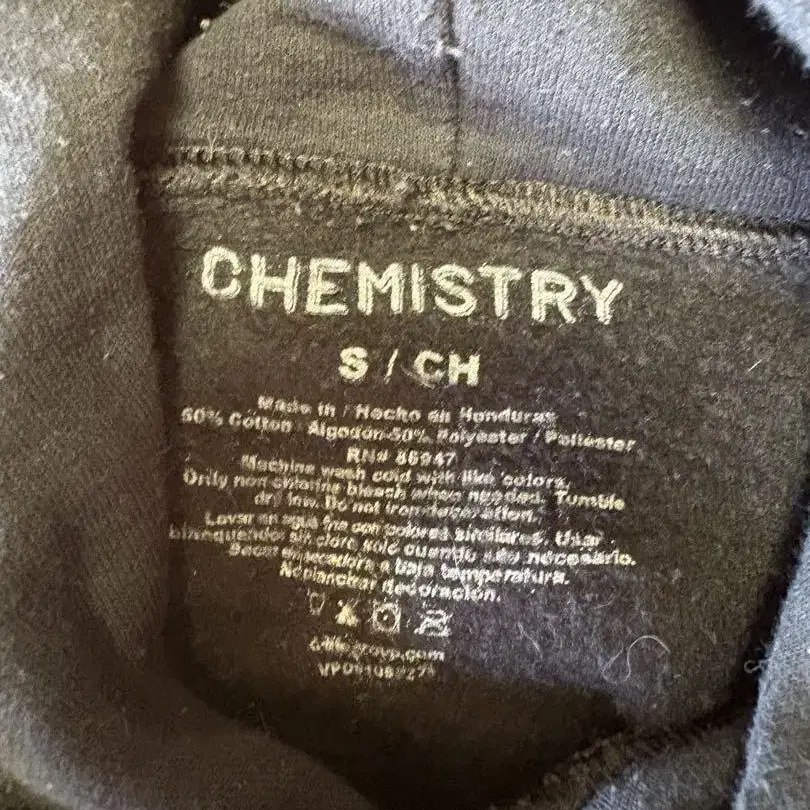 CHEMISTRY
S / CH
Made in / Hecho en Honduras
50% Cotton / Algodon-50% Polyester / Poliester
RN# 86947
Machine wash cold with like colors.
Only non chlorine bleach when needed. Tumble
dry low. Do not iron decoration.
Lavar en agua fria con colores similares. Usar
blanqueador sin cloro solo cuando sea necesario.
Secar en secadora a baja temperatura.
No planchar decoración.